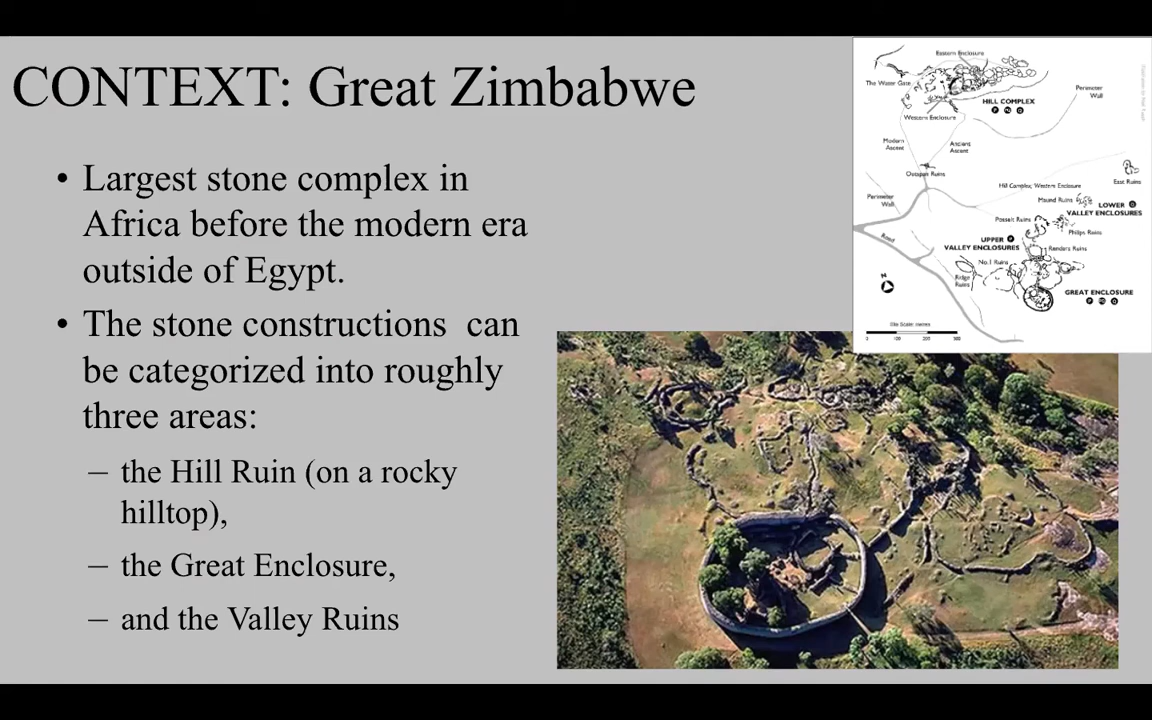 CONTEXT: Great Zimbabwe
• Largest stone complex in
Africa before the modern era
outside of Egypt.
• The stone constructions can
be categorized into roughly
three areas:
– the Hill Ruin (on a rocky
hilltop),
– the Great Enclosure,
– and the Valley Ruins
Eastern Enclosure
The Water Gate
HILL COMPLEX
Perimeter
Wall
Western Enclosure
Modern
Ascent
Ancient
Ascent
Outspan Ruins
East Ruins
Hill Complex; Western Enclosure
Perimeter
Wall
Mound Ruins
LOWER
VALLEY ENCLOSURES
Posselt Ruins
Philips Ruins
Road
UPPER
VALLEY ENCLOSURES
Renders Ruins
No.1 Ruins
Ridge
Ruins
N
GREAT ENCLOSURE
0 100 200 300